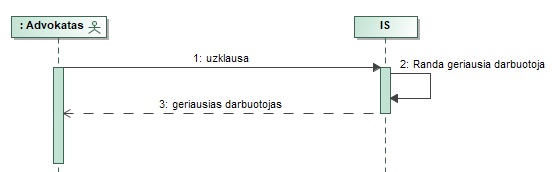 : Advokatas
IS
1: uzklausa
2: Randa geriausia darbuotoja
3: geriausias darbuotojas